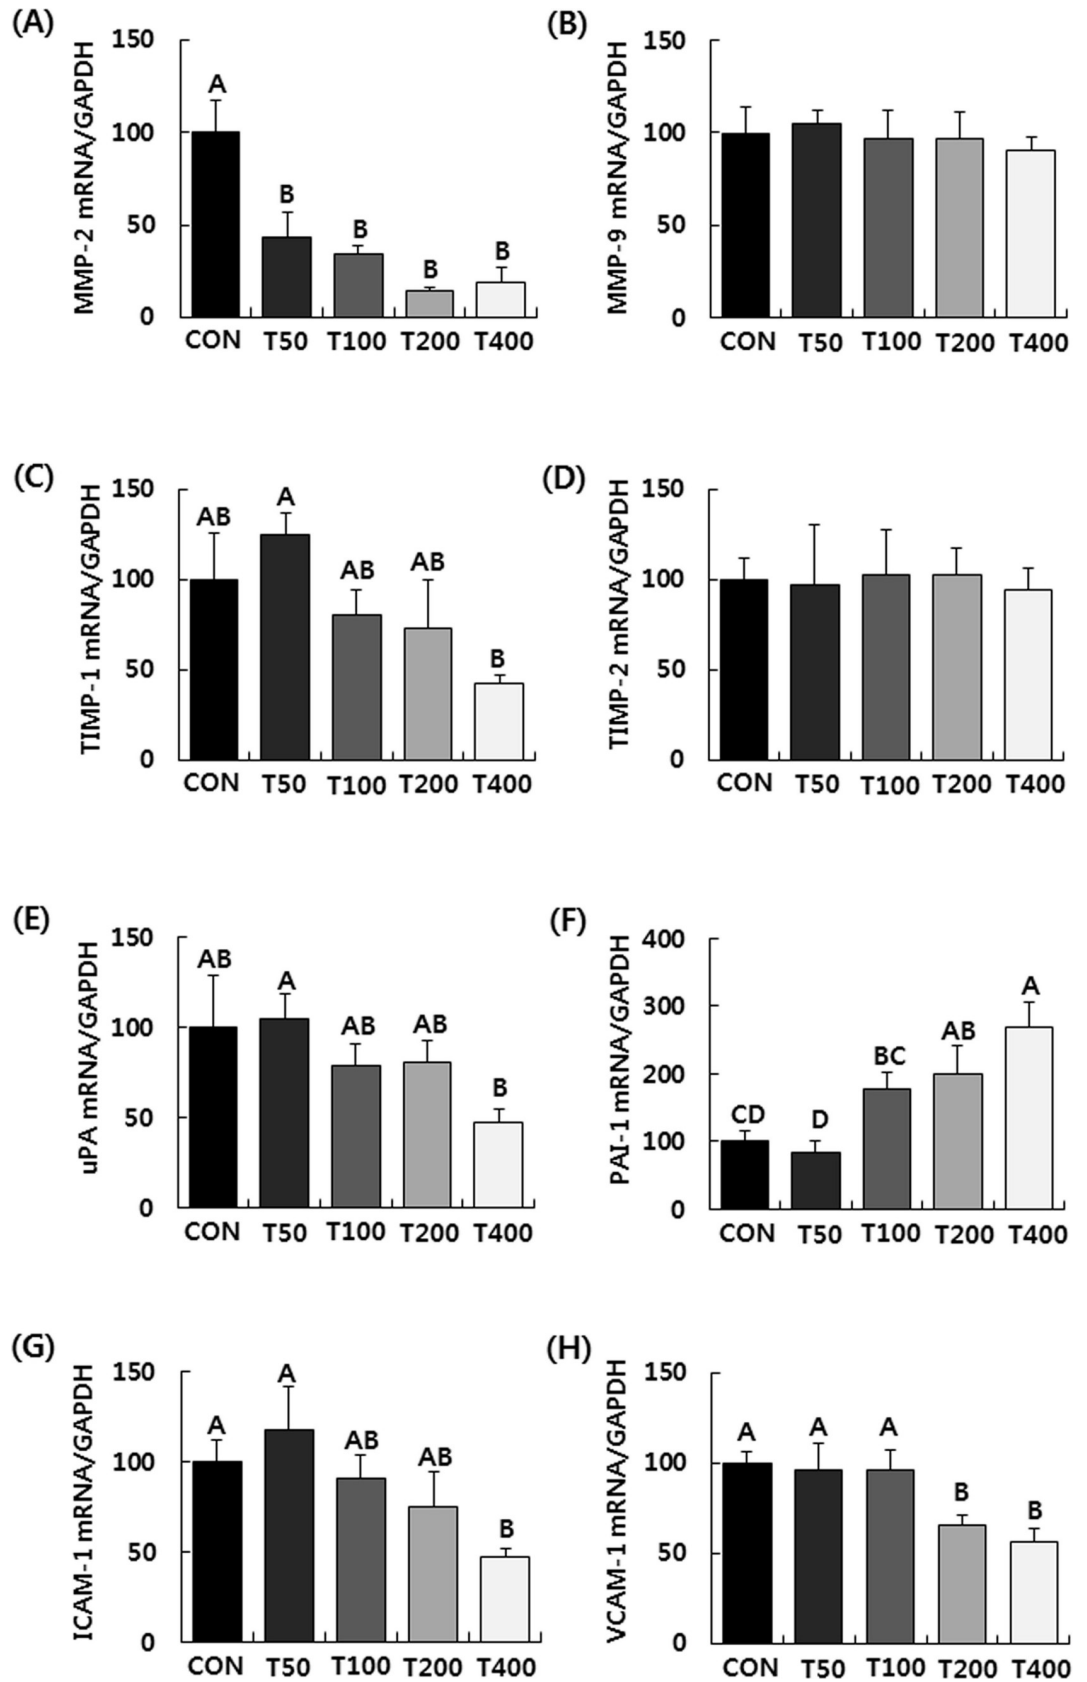 (A)
MMP-2 mRNA/GAPDH
150
100
50
0
A
B
B
B
B
CON T50 T100 T200 T400
(B)
MMP-9 mRNA/GAPDH
150
100
50
0
CON T50 T100 T200 T400
(C)
TIMP-1 mRNA/GAPDH
150
100
50
0
AB
A
AB
AB
B
CON T50 T100 T200 T400
(D)
TIMP-2 mRNA/GAPDH
150
100
50
0
CON T50 T100 T200 T400
(E)
uPA mRNA/GAPDH
150
100
50
0
AB
A
AB
AB
B
CON T50 T100 T200 T400
(F)
PAI-1 mRNA/GAPDH
400
300
200
100
0
CD
D
BC
AB
A
CON T50 T100 T200 T400
(G)
ICAM-1 mRNA/GAPDH
150
100
50
0
A
A
AB
AB
B
CON T50 T100 T200 T400
(H)
VCAM-1 mRNA/GAPDH
150
100
50
0
A
A
A
B
B
CON T50 T100 T200 T400